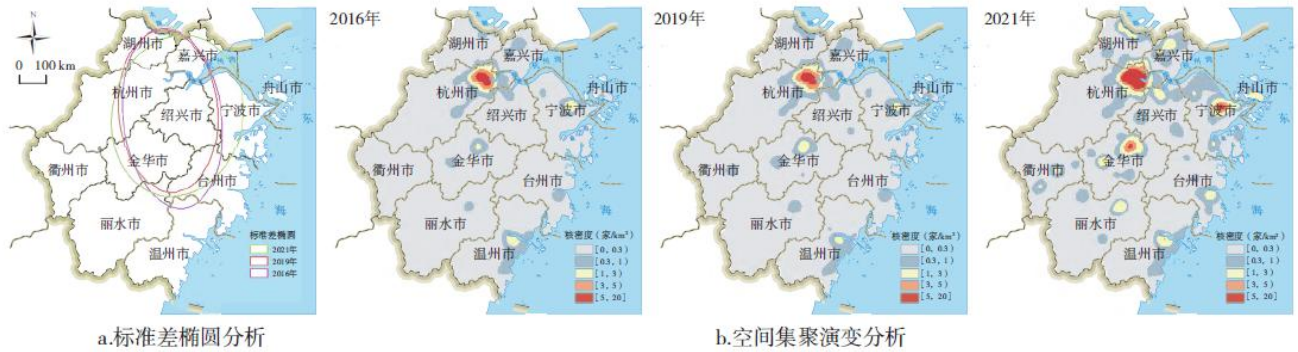 N
0 100 km
湖州市
嘉兴市
杭州市
舟山市
绍兴市
宁波市
东
衢州市
金华市
台州市
丽水市
海
温州市
标准差椭圆
2021年
2019年
2016年
a.标准差椭圆分析
2016年
湖州市
嘉兴市
杭州市
舟山市
绍兴市
宁波市
东
衢州市
金华市
台州市
丽水市
海
温州市
核密度（家/km²）
[0, 0.3)
[0.3, 1)
[1, 3)
[3, 5)
[5, 20]
2019年
湖州市
嘉兴市
杭州市
舟山市
绍兴市
宁波市
东
衢州市
金华市
台州市
丽水市
海
温州市
核密度（家/km²）
[0, 0.3)
[0.3, 1)
[1, 3)
[3, 5)
[5, 20]
2021年
湖州市
嘉兴市
杭州市
舟山市
绍兴市
宁波市
东
衢州市
金华市
台州市
丽水市
海
温州市
核密度（家/km²）
[0, 0.3)
[0.3, 1)
[1, 3)
[3, 5)
[5, 20]
b.空间集聚演变分析